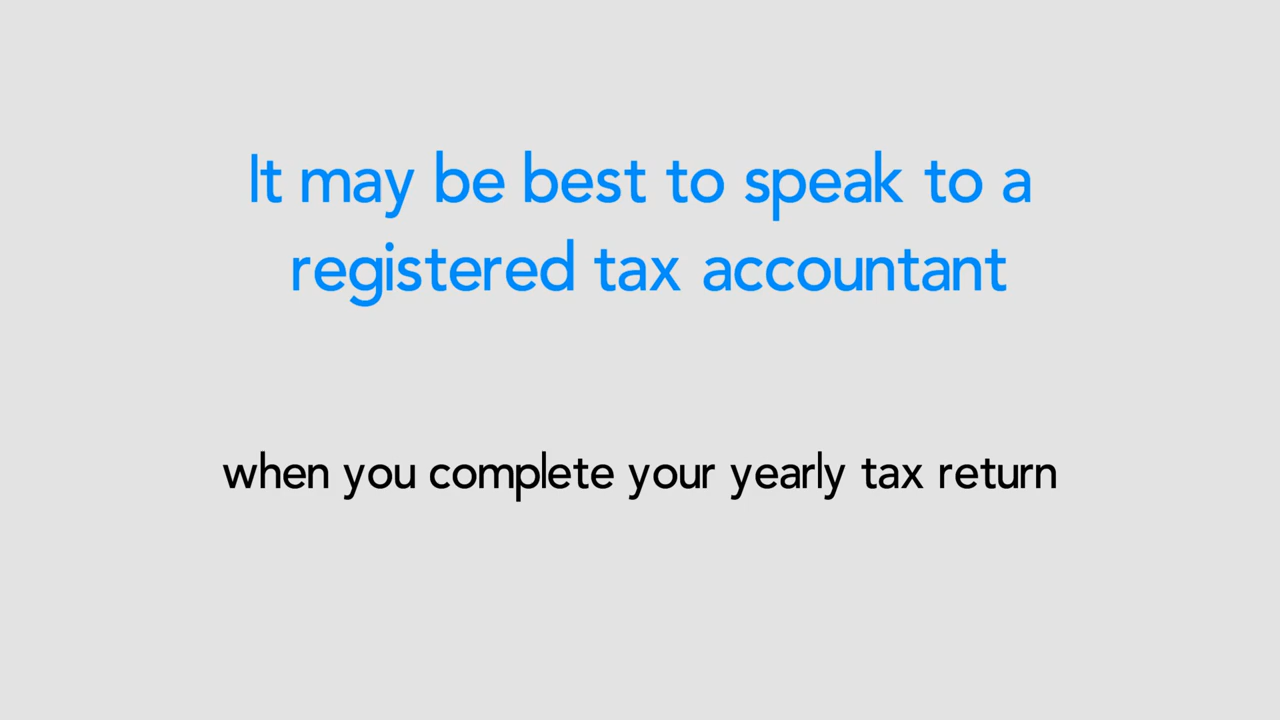 It may be best to speak to a
registered tax accountant
when you complete your yearly tax return